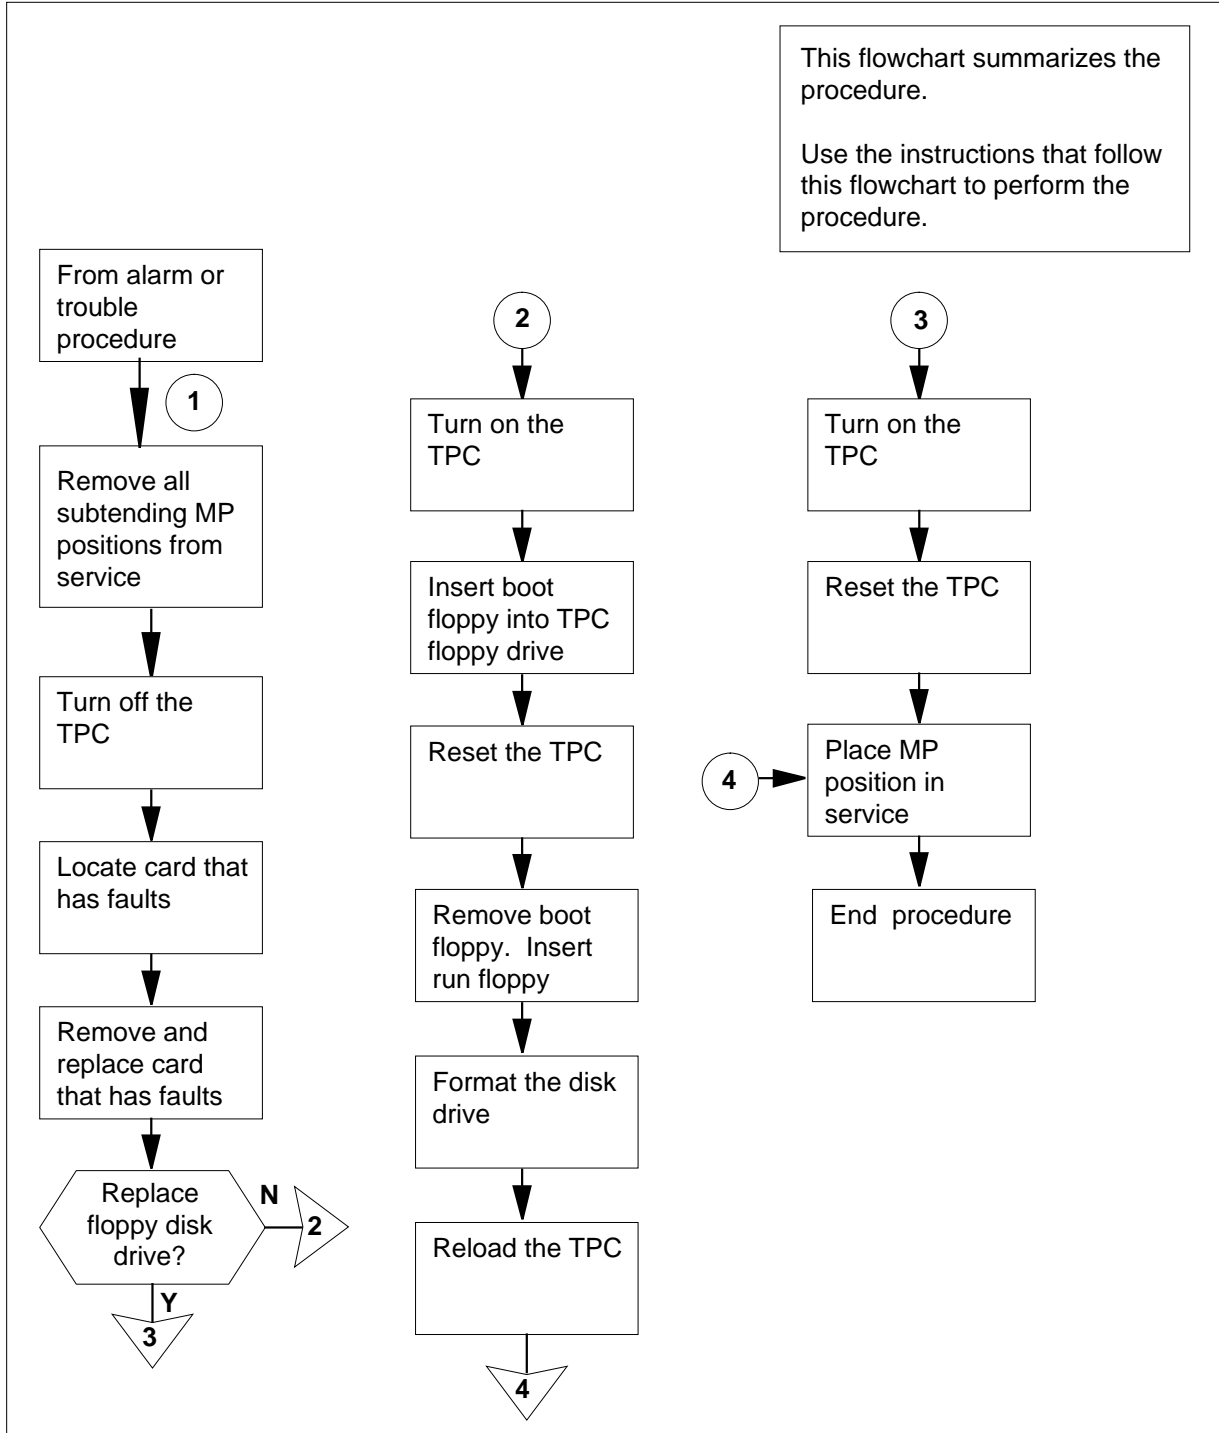 This flowchart summarizes the
procedure.
Use the instructions that follow
this flowchart to perform the
procedure.
From alarm or
trouble
procedure
1
Remove all
subtending MP
positions from
service
Turn off the
TPC
Locate card that
has faults
Remove and
replace card
that has faults
Replace
floppy disk
drive?
N
2
Y
3
2
Turn on the
TPC
Insert boot
floppy into TPC
floppy drive
Reset the TPC
Remove boot
floppy.  Insert
run floppy
Format the disk
drive
Reload the TPC
4
3
Turn on the
TPC
Reset the TPC
4
Place MP
position in
service
End  procedure